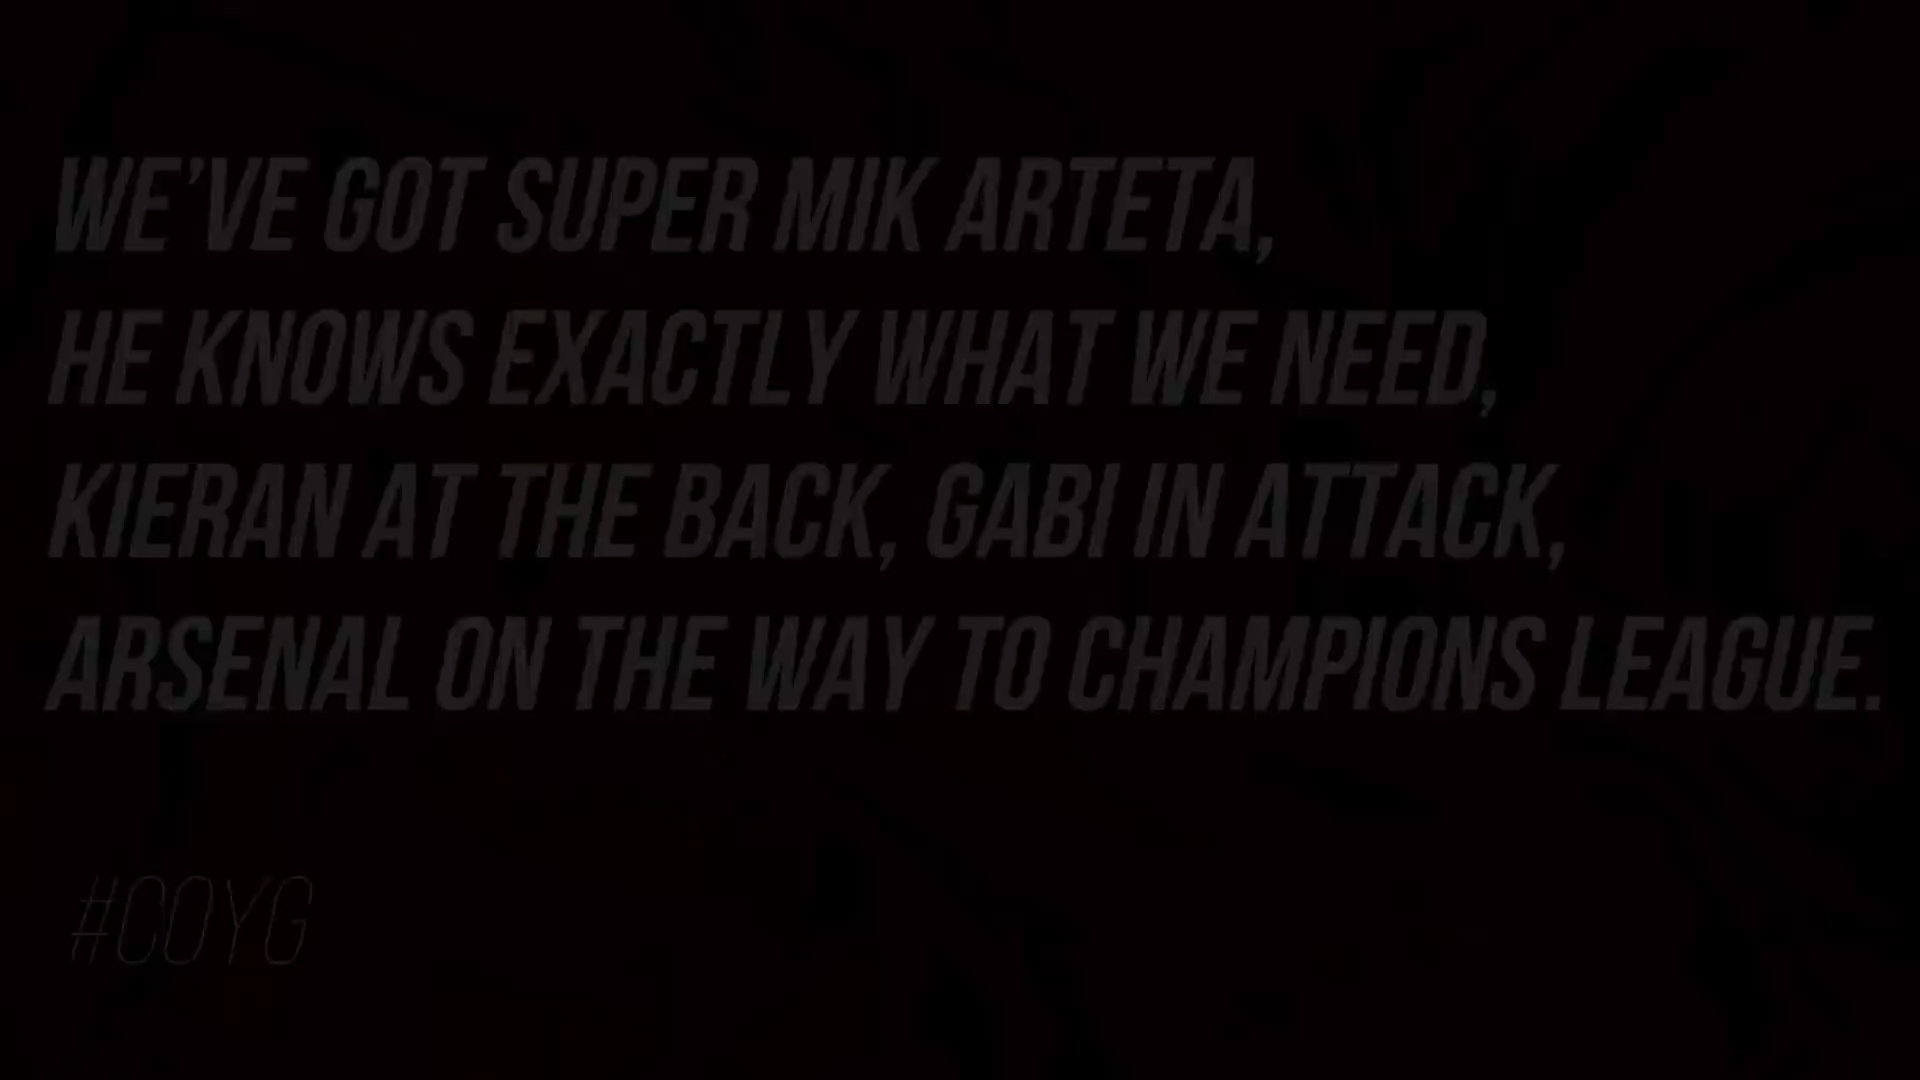 WE'VE GOT SUPER MIK ARTETA,
HE KNOWS EXACTLY WHAT WE NEED,
KIERAN AT THE BACK, GABI IN ATTACK,
ARSENAL ON THE WAY TO CHAMPIONS LEAGUE.
#COYG